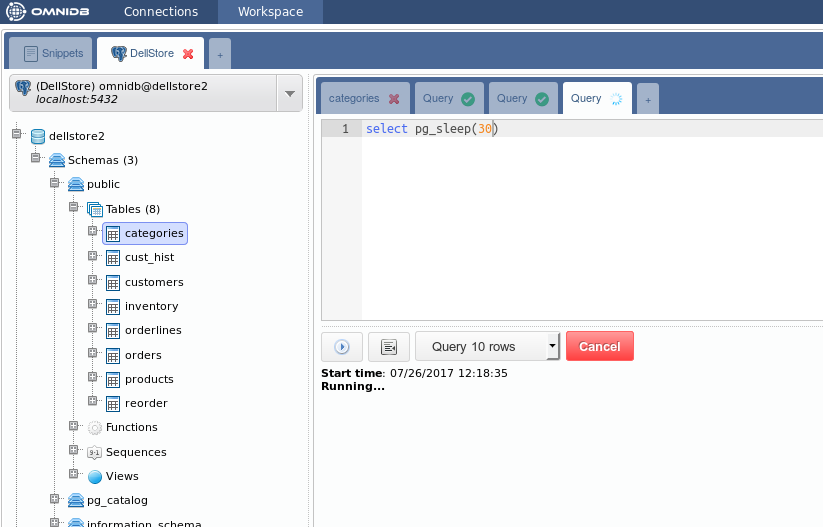 OMNIDB Connections Workspace
Snippets DellStore +
(DellStore) omnidb@dellstore2
localhost:5432
dellstore2
Schemas (3)
public
Tables (8)
categories
cust_hist
customers
inventory
orderlines
orders
products
reorder
Functions
Sequences
Views
pg_catalog
information_schema
categories Query Query Query +
1 select pg_sleep(30)
Query 10 rows Cancel
Start time: 07/26/2017 12:18:35
Running...